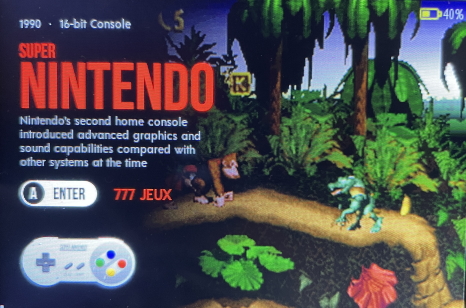 1990 · 16-bit Console
40%
SUPER
NINTENDO
K
Nintendo's second home console
introduced advanced graphics and
sound capabilities compared with
other systems at the time
A ENTER
777 JEUX